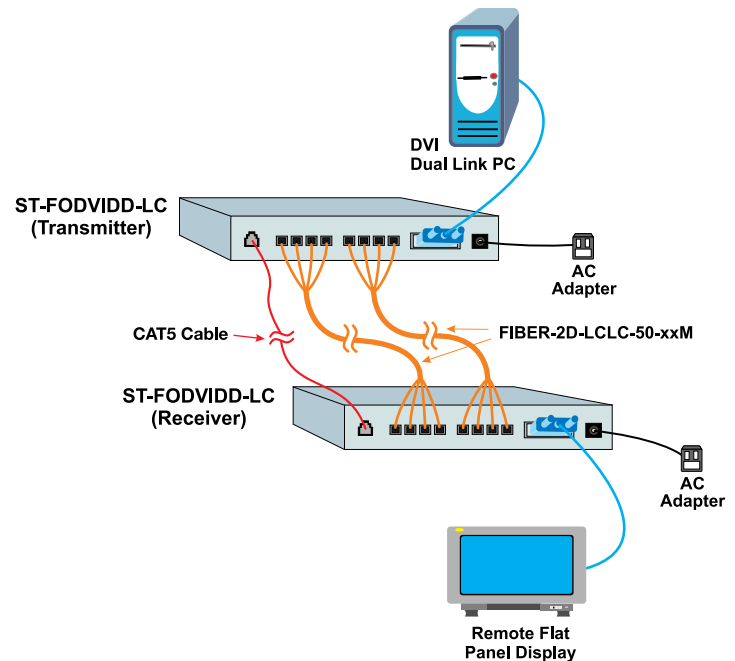 DVI
Dual Link PC
ST-FODVIDD-LC
(Transmitter)
AC
Adapter
CAT5 Cable
FIBER-2D-LCLC-50-xxM
ST-FODVIDD-LC
(Receiver)
AC
Adapter
Remote Flat
Panel Display